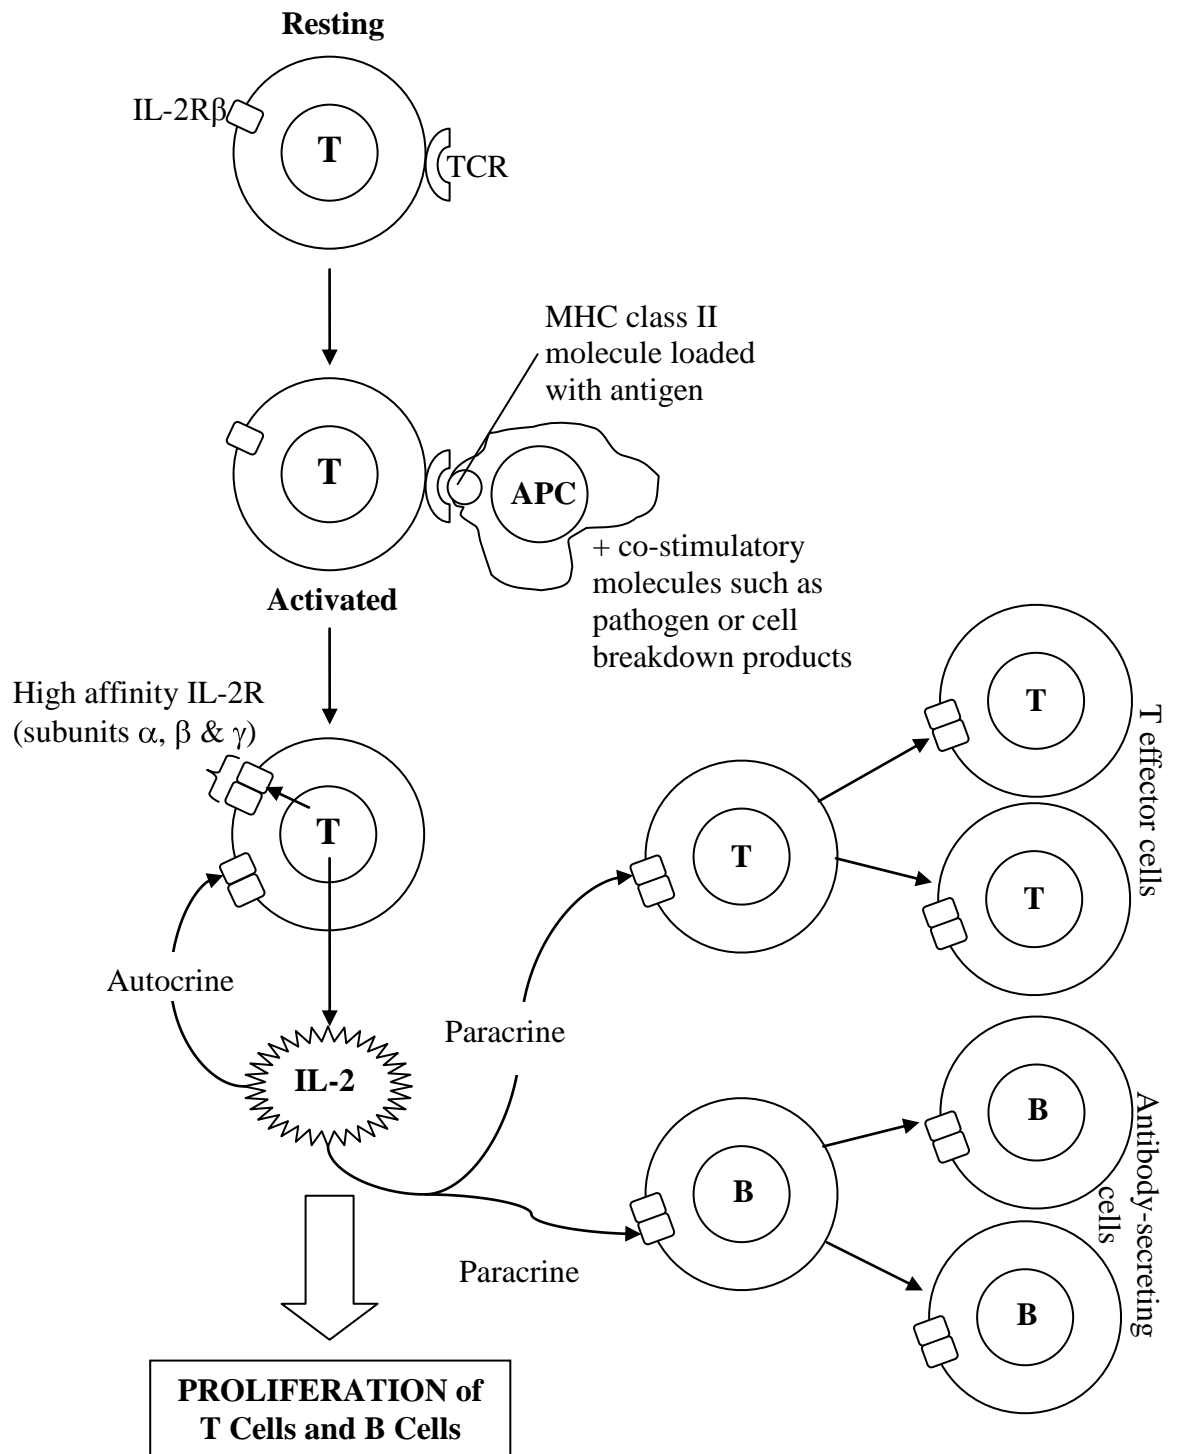 Resting
IL-2Rβ
T
TCR
MHC class II
molecule loaded
with antigen
T
APC
+ co-stimulatory
molecules such as
pathogen or cell
breakdown products
Activated
High affinity IL-2R
(subunits α, β & γ)
T
T
T
T
T effector cells
Autocrine
Paracrine
IL-2
B
B
B
Antibody-secreting
cells
Paracrine
PROLIFERATION of
T Cells and B Cells